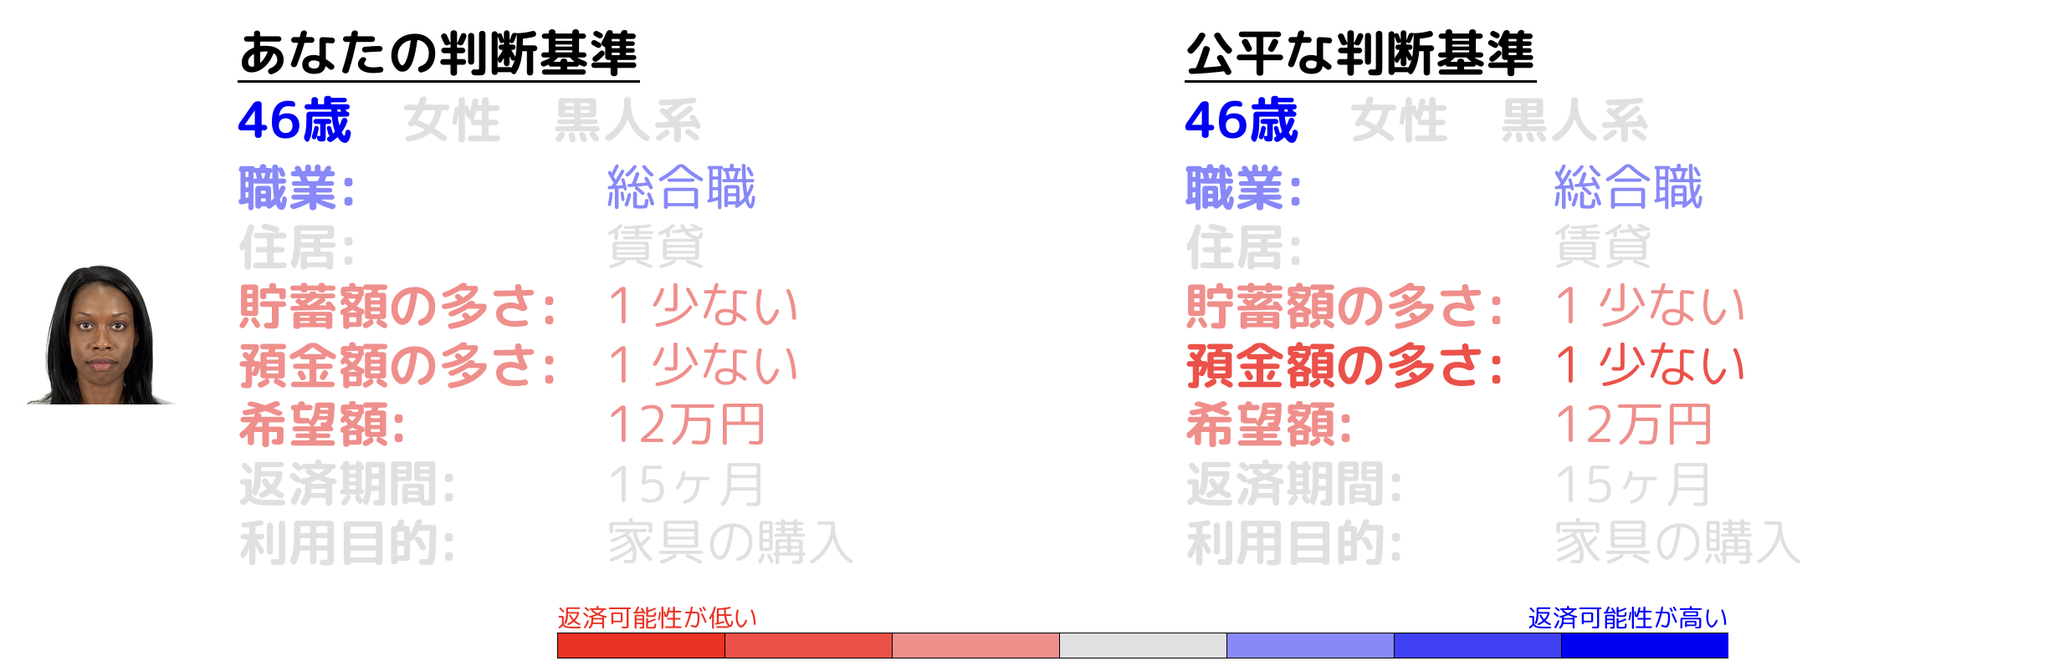 あなたの判断基準
46歳 女性 黒人系
職業: 総合職
住居: 賃貸
貯蓄額の多さ: 1 少ない
預金額の多さ: 1 少ない
希望額: 12万円
返済期間: 15ヶ月
利用目的: 家具の購入
公平な判断基準
46歳 女性 黒人系
職業: 総合職
住居: 賃貸
貯蓄額の多さ: 1 少ない
預金額の多さ: 1 少ない
希望額: 12万円
返済期間: 15ヶ月
利用目的: 家具の購入
返済可能性が低い
返済可能性が高い